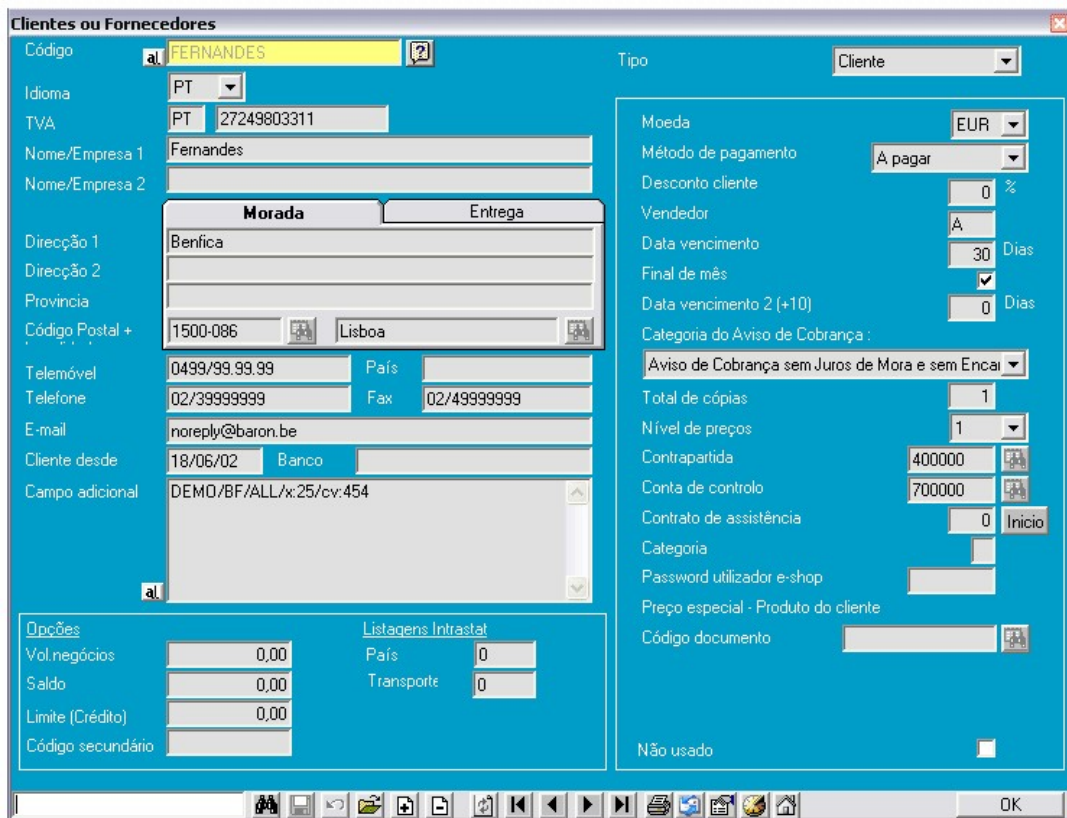 Clientes ou Fornecedores
Código al FERNANDES ?
Tipo Cliente
Idioma PT
TVA PT 27249803311
Nome/Empresa 1 Fernandes
Nome/Empresa 2
Morada Entrega
Direcção 1 Benfica
Direcção 2
Provincia
Código Postal + 1500-086 Lisboa
Telemóvel 0499/99.99.99 País
Telefone 02/39999999 Fax 02/49999999
E-mail noreply@baron.be
Cliente desde 18/06/02 Banco
Campo adicional DEMO/BF/ALL/x:25/cv:454
al
Opções Listagens Intrastat
Vol.negócios 0,00 País 0
Saldo 0,00 Transporte 0
Limite (Crédito) 0,00
Código secundário
Moeda EUR
Método de pagamento A pagar
Desconto cliente 0 %
Vendedor A
Data vencimento 30 Dias
Final de mês
Data vencimento 2 (+10) 0 Dias
Categoria do Aviso de Cobrança :
Aviso de Cobrança sem Juros de Mora e sem Encar
Total de cópias 1
Nível de preços 1
Contrapartida 400000
Conta de controlo 700000
Contrato de assistência 0 Inicio
Categoria
Password utilizador e-shop
Preço especial - Produto do cliente
Código documento
Não usado
OK